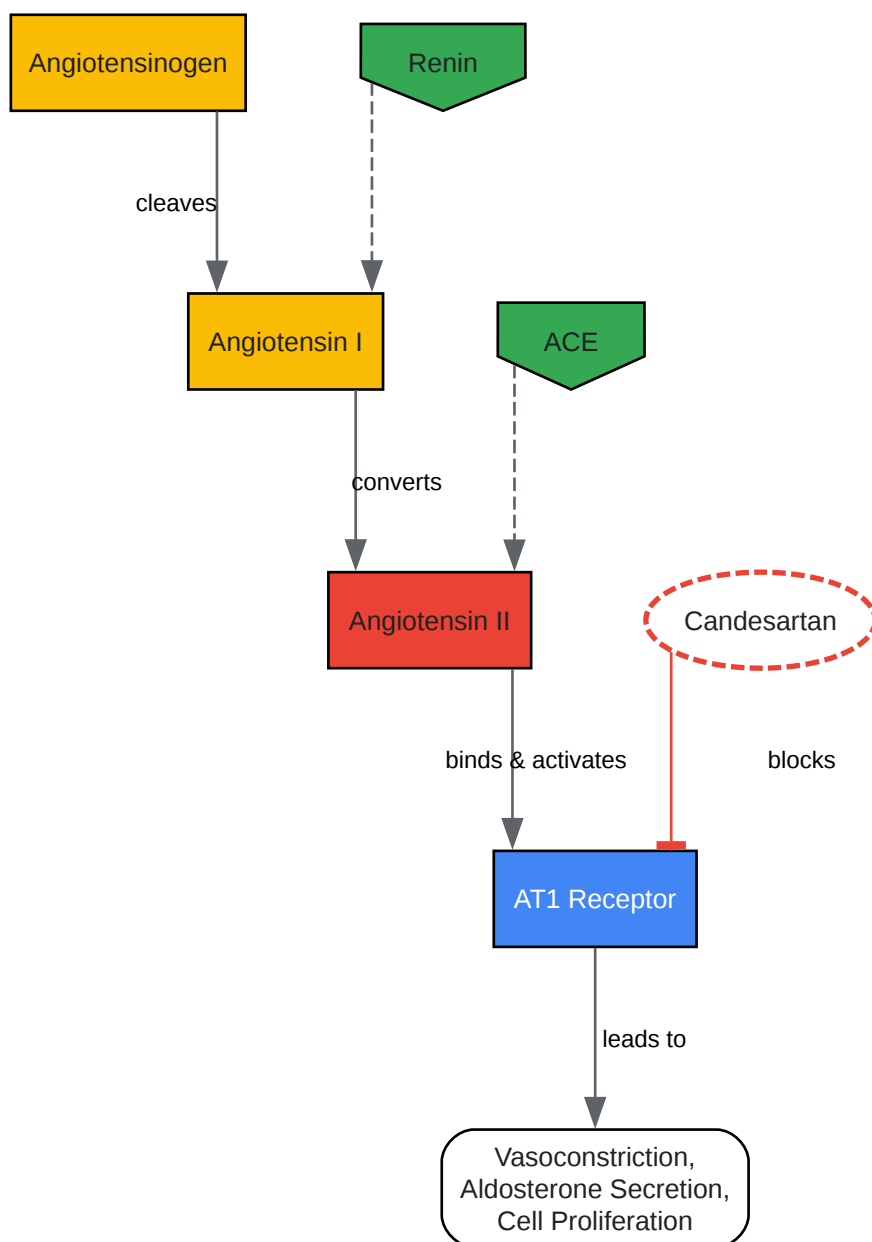 Angiotensinogen
Renin
cleaves
Angiotensin I
ACE
converts
Angiotensin II
Candesartan
binds & activates
blocks
AT1 Receptor
leads to
Vasoconstriction,
Aldosterone Secretion,
Cell Proliferation